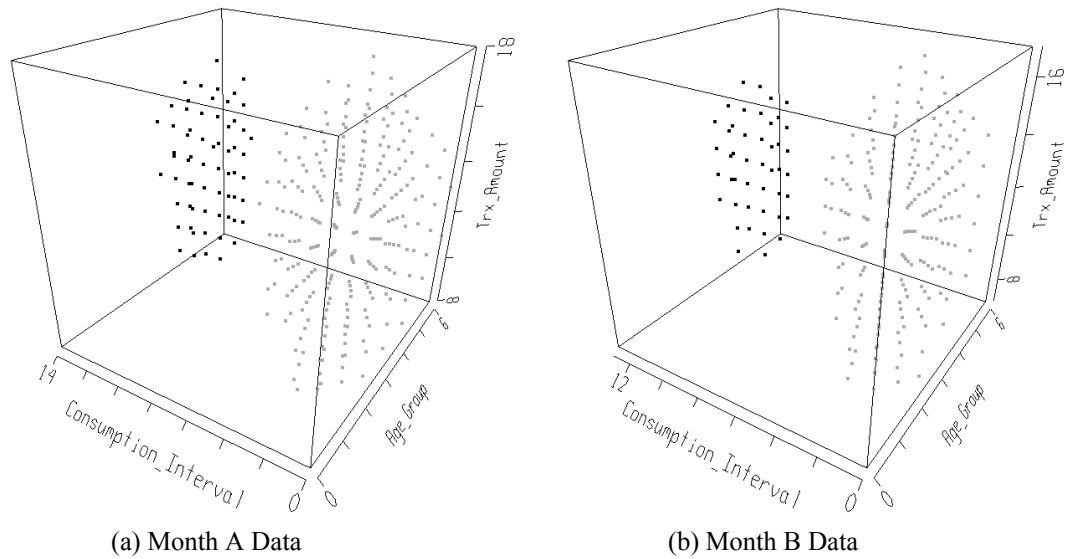 18
Trx_Amount
8
6
Age_Group
0
14
Consumption_Interval
0
(a) Month A Data
16
Trx_Amount
8
6
Age_Group
0
12
Consumption_Interval
0
(b) Month B Data